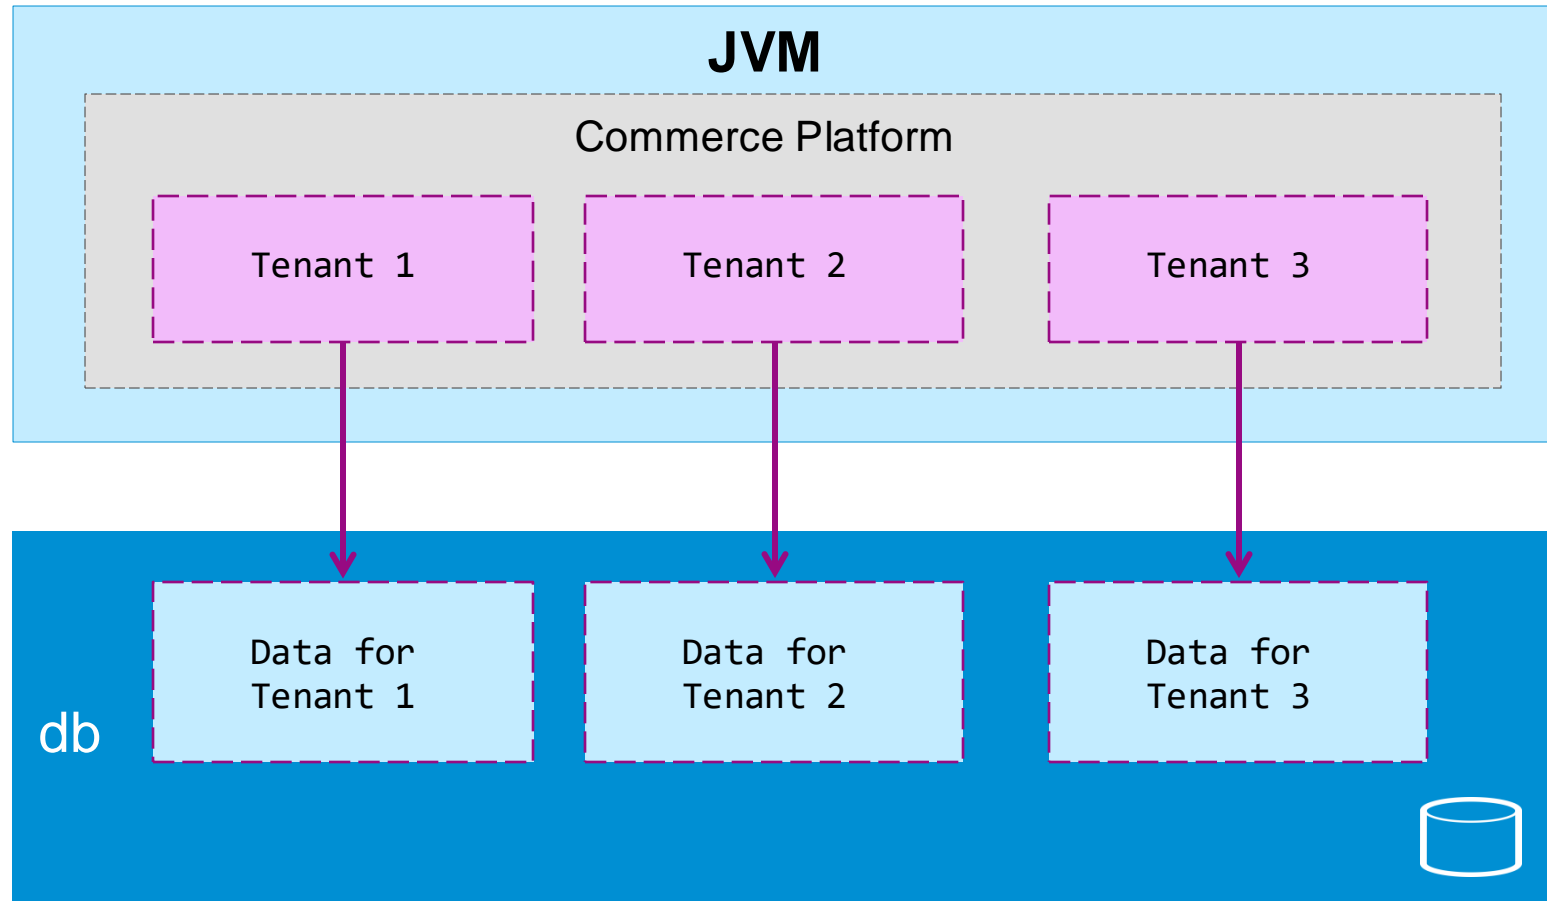 JVM
Commerce Platform
Tenant 1
Tenant 2
Tenant 3
Data for
Tenant 1
Data for
Tenant 2
Data for
Tenant 3
db